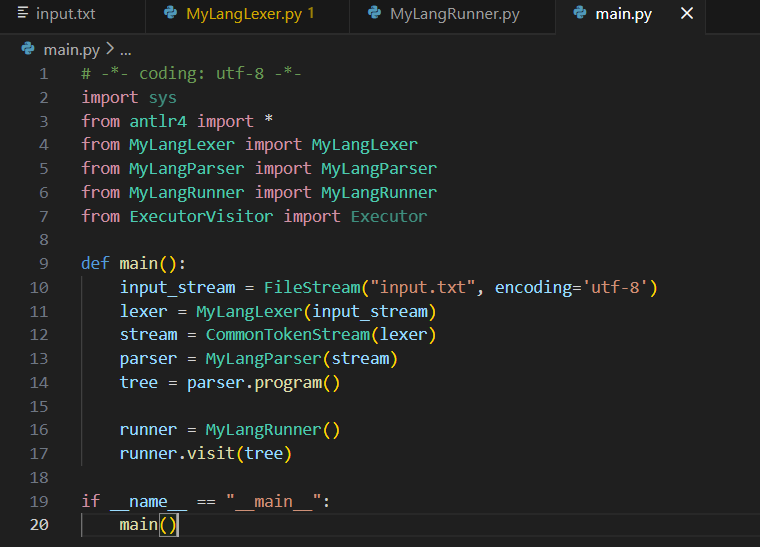 input.txt MyLangLexer.py 1 MyLangRunner.py main.py ×
main.py > ...
1 # -*- coding: utf-8 -*-
2 import sys
3 from antlr4 import *
4 from MyLangLexer import MyLangLexer
5 from MyLangParser import MyLangParser
6 from MyLangRunner import MyLangRunner
7 from ExecutorVisitor import Executor
8
9 def main():
10     input_stream = FileStream("input.txt", encoding='utf-8')
11     lexer = MyLangLexer(input_stream)
12     stream = CommonTokenStream(lexer)
13     parser = MyLangParser(stream)
14     tree = parser.program()
15
16     runner = MyLangRunner()
17     runner.visit(tree)
18
19 if __name__ == "__main__":
20     main()